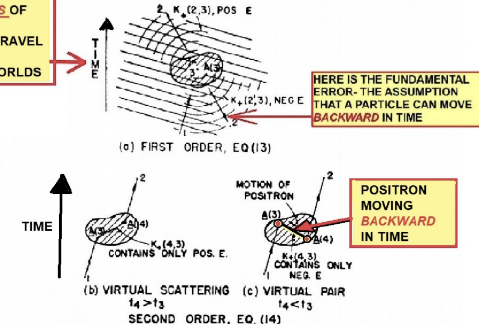 S OF
RAVEL
ORLDS
TIME
2
K₊(2,3), POS E
3
A(3)
K₊(2',3), NEG E
2'
1
HERE IS THE FUNDAMENTAL
ERROR- THE ASSUMPTION
THAT A PARTICLE CAN MOVE
BACKWARD IN TIME
(a) FIRST ORDER, EQ.(13)
TIME
2
A(3)
A(4)
K₊(4,3)
CONTAINS ONLY POS. E.
1
(b) VIRTUAL SCATTERING
t₄>t₃
MOTION OF
POSITRON
2
A(3)
A(4)
K₊(4,3)
CONTAINS ONLY
NEG. E
1
(c) VIRTUAL PAIR
t₄<t₃
POSITRON
MOVING
BACKWARD
IN TIME
SECOND ORDER, EQ. (14)